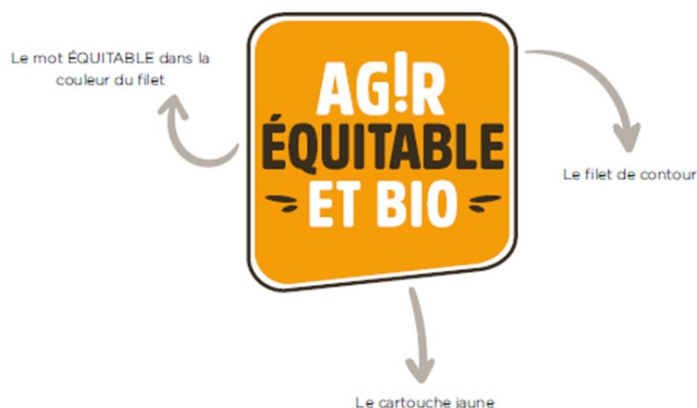 Le mot ÉQUITABLE dans la
couleur du filet
AG!R
ÉQUITABLE
ET BIO
Le filet de contour
Le cartouche jaune